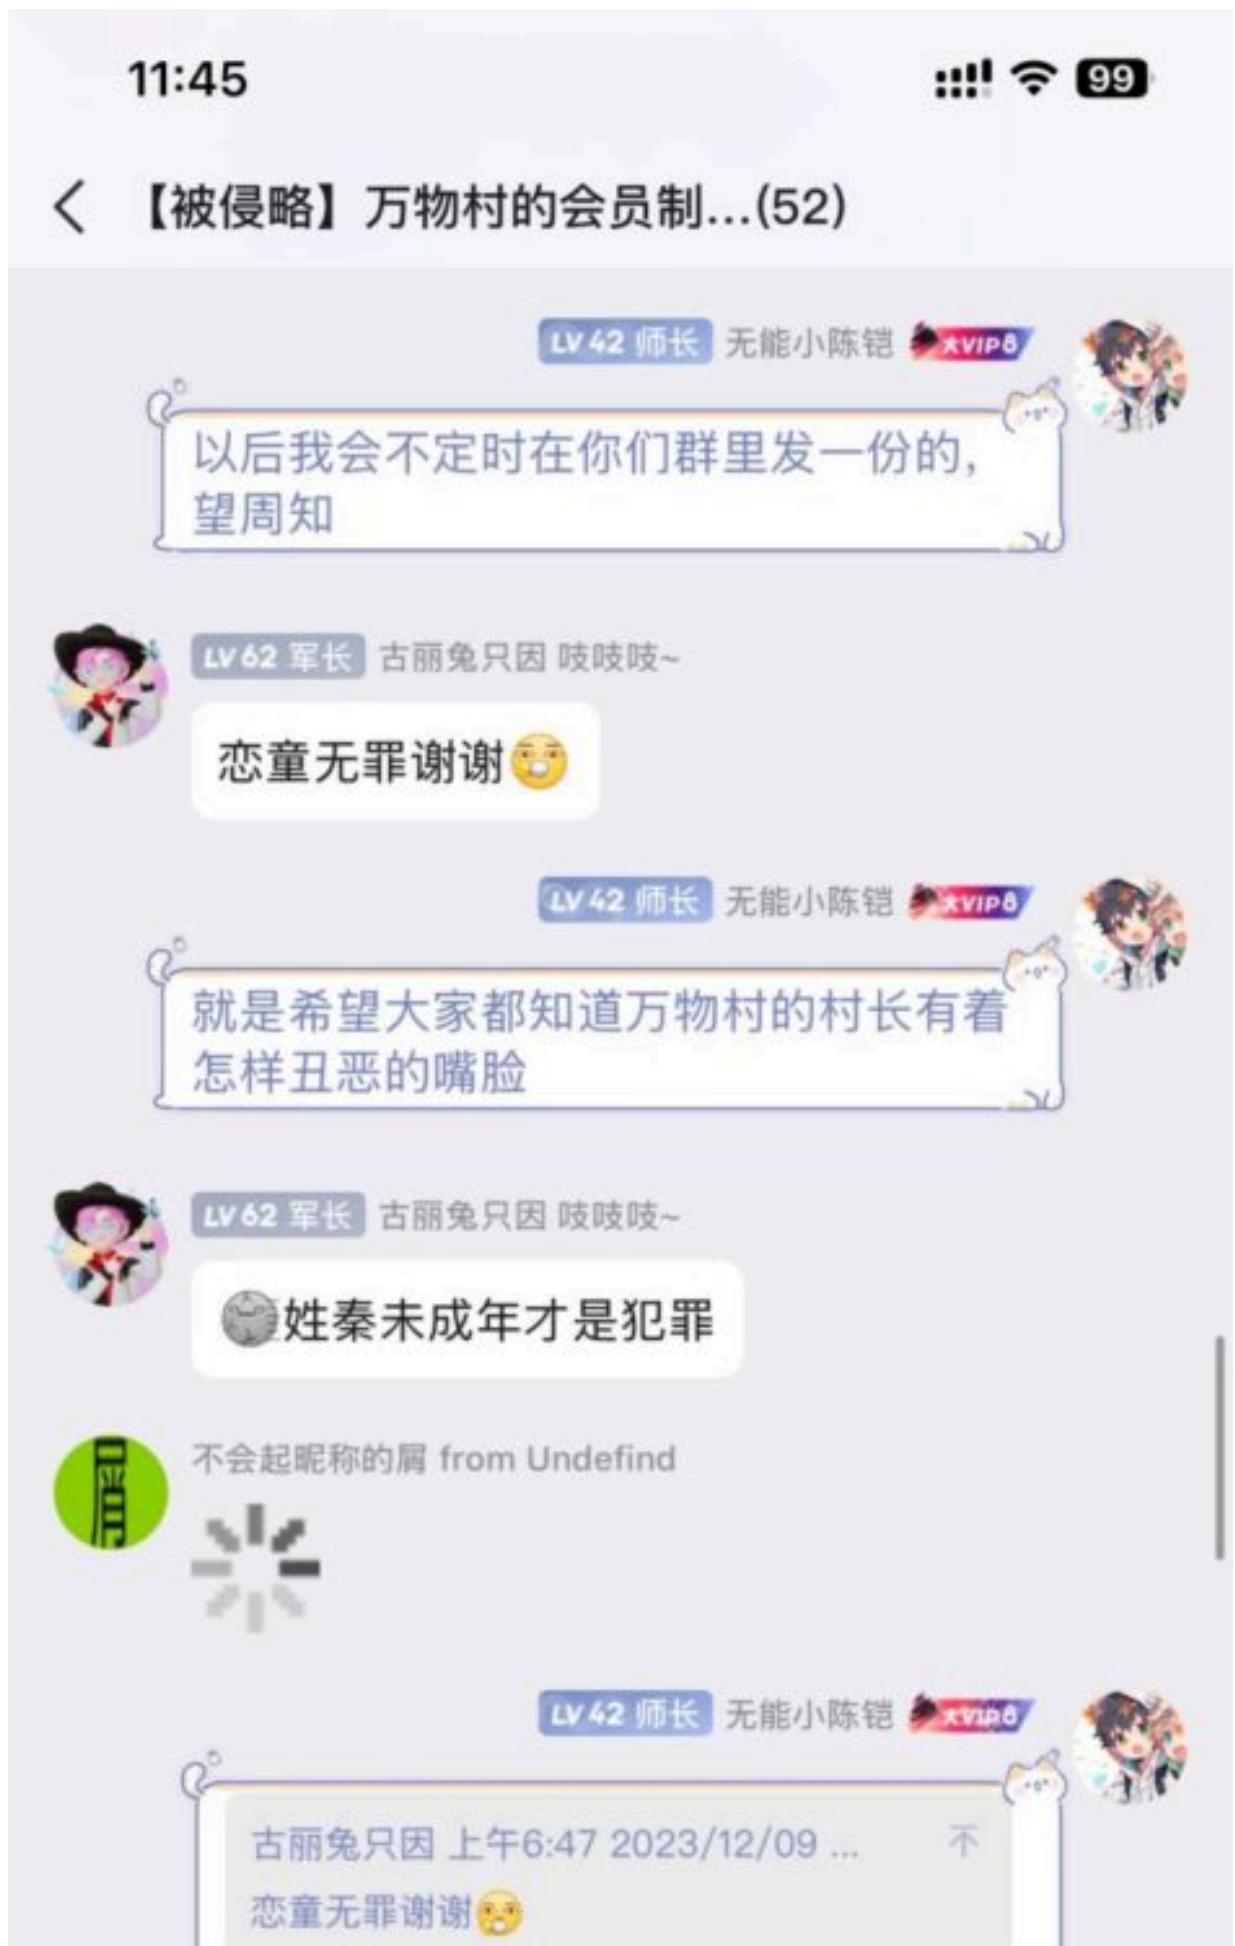 11:45
99
【被侵略】万物村的会员制...(52)
LV 42 师长 无能小陈铠 大VIP8
以后我会不定时在你们群里发一份的，
望周知
LV 62 军长 古丽兔只因 吱吱吱~
恋童无罪谢谢
LV 42 师长 无能小陈铠 大VIP8
就是希望大家都知道万物村的村长有着
怎样丑恶的嘴脸
LV 62 军长 古丽兔只因 吱吱吱~
姓秦未成年才是犯罪
不会起昵称的屑 from Undefind
屑
LV 42 师长 无能小陈铠 大VIP8
古丽兔只因 上午6:47 2023/12/09 ...
恋童无罪谢谢